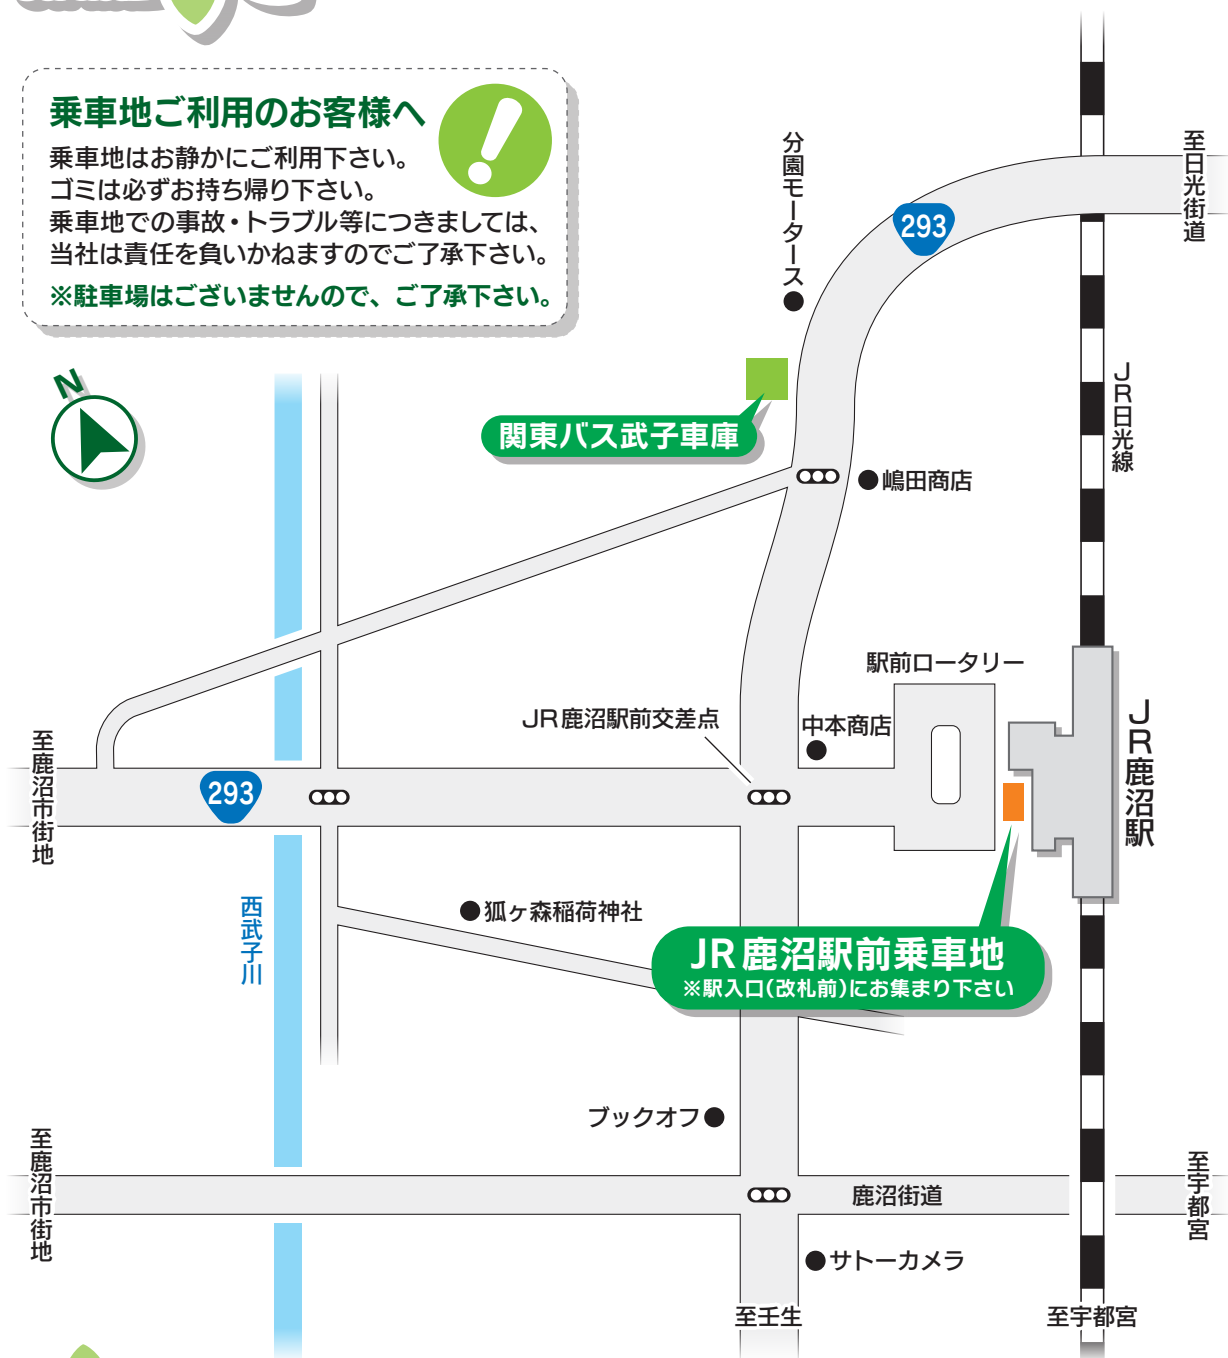 乗車地ご利用のお客様へ
乗車地はお静かにご利用下さい。
ゴミは必ずお持ち帰り下さい。
乗車地での事故・トラブル等につきましては、
当社は責任を負いかねますのでご了承下さい。
※駐車場はございませんので、ご了承下さい。
分園モータース
至日光街道
293
N
JR日光線
関東バス武子車庫
嶋田商店
駅前ロータリー
JR鹿沼駅前交差点
中本商店
JR鹿沼駅
至鹿沼市街地
293
西武子川
狐ヶ森稲荷神社
JR鹿沼駅前乗車地
※駅入口(改札前)にお集まり下さい
ブックオフ
至鹿沼市街地
鹿沼街道
至宇都宮
サトーカメラ
至壬生
至宇都宮